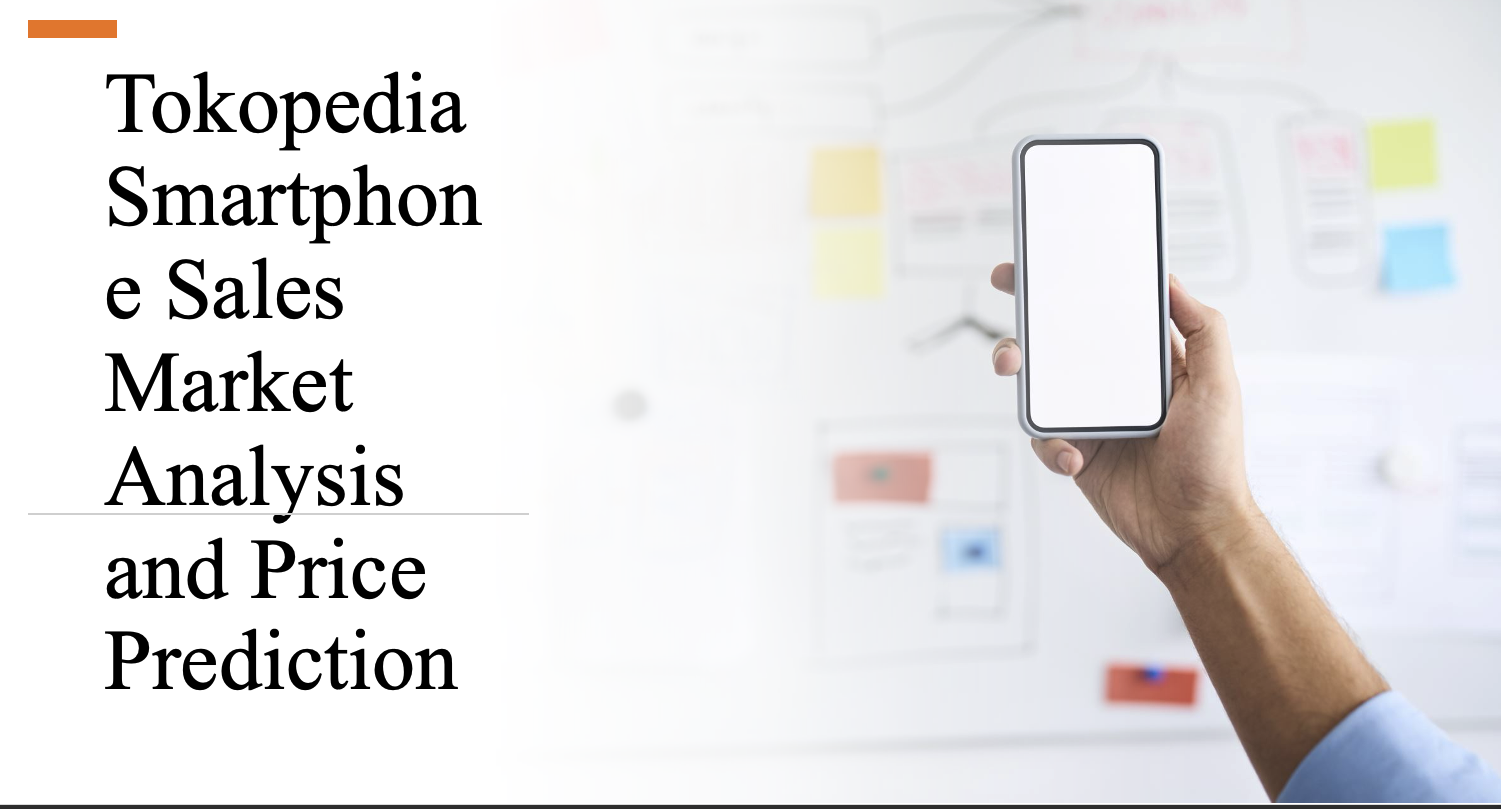 Tokopedia
Smartphon
e Sales
Market
Analysis
and Price
Prediction